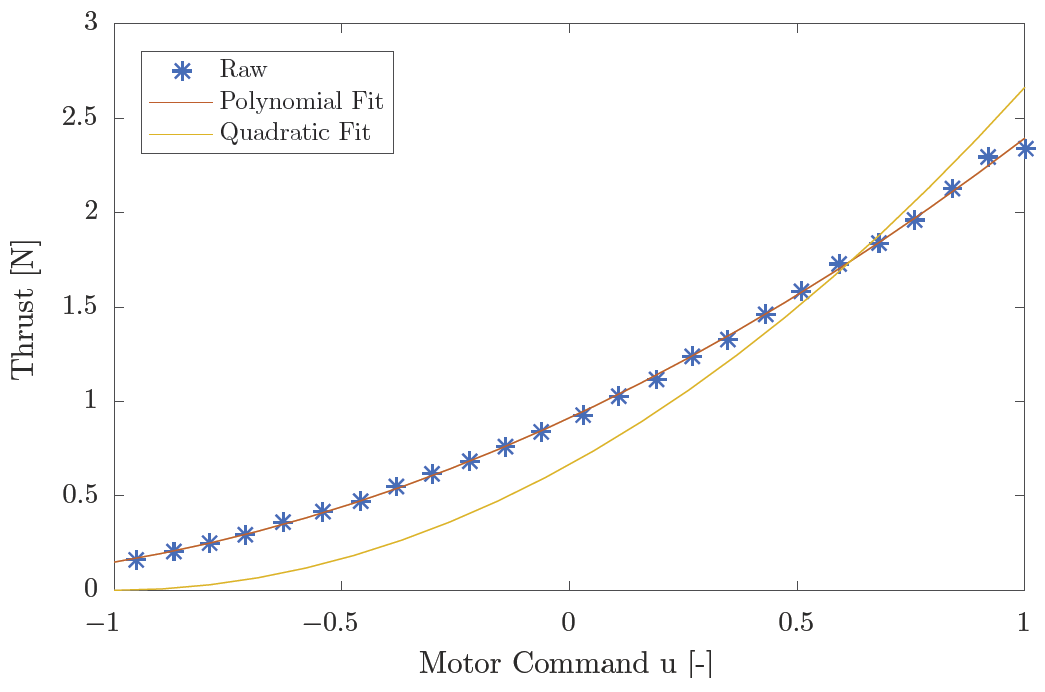 3
2.5
2
1.5
1
0.5
0
Thrust [N]
Raw
Polynomial Fit
Quadratic Fit
−1
−0.5
0
0.5
1
Motor Command u [-]